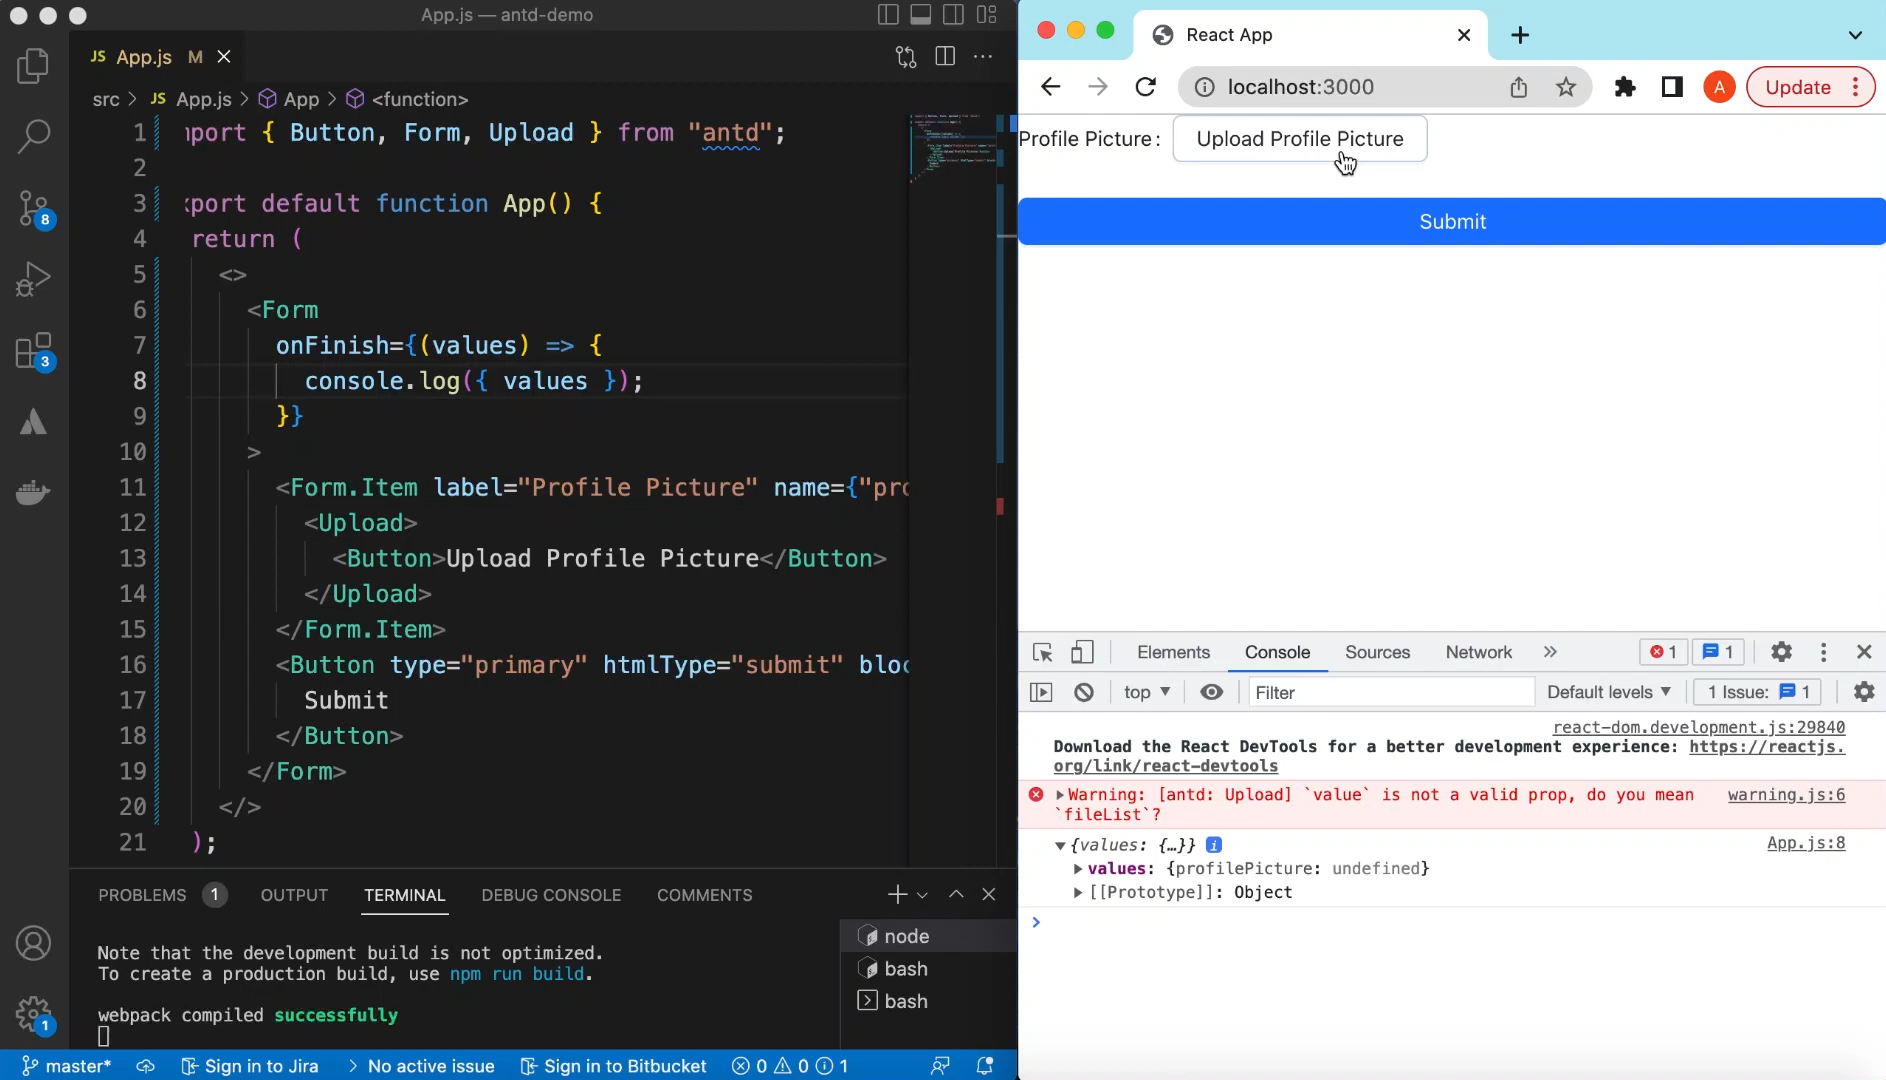 App.js — antd-demo
JS App.js M
src > JS App.js > App > <function>
1 nport { Button, Form, Upload } from "antd";
2
3 xport default function App() {
4 return (
5 <>
6 <Form
7 onFinish={(values) => {
8 console.log({ values });
9 }}
10 >
11 <Form.Item label="Profile Picture" name={"pro
12 <Upload>
13 <Button>Upload Profile Picture</Button>
14 </Upload>
15 </Form.Item>
16 <Button type="primary" htmlType="submit" bloc
17 Submit
18 </Button>
19 </Form>
20 </>
21 );
8
3
1
PROBLEMS 1 OUTPUT TERMINAL DEBUG CONSOLE COMMENTS
Note that the development build is not optimized.
To create a production build, use npm run build.
webpack compiled successfully
node
bash
bash
master* Sign in to Jira > No active issue Sign in to Bitbucket 0 0 1
React App
localhost:3000 A Update
Profile Picture : Upload Profile Picture
Submit
Elements Console Sources Network » 1 1
top ▼ Filter Default levels ▼ 1 Issue: 1
react-dom.development.js:29840
Download the React DevTools for a better development experience: https://reactjs.
org/link/react-devtools
Warning: [antd: Upload] `value` is not a valid prop, do you mean warning.js:6
`fileList`?
▼{values: {…}} i App.js:8
▶values: {profilePicture: undefined}
▶[[Prototype]]: Object
>